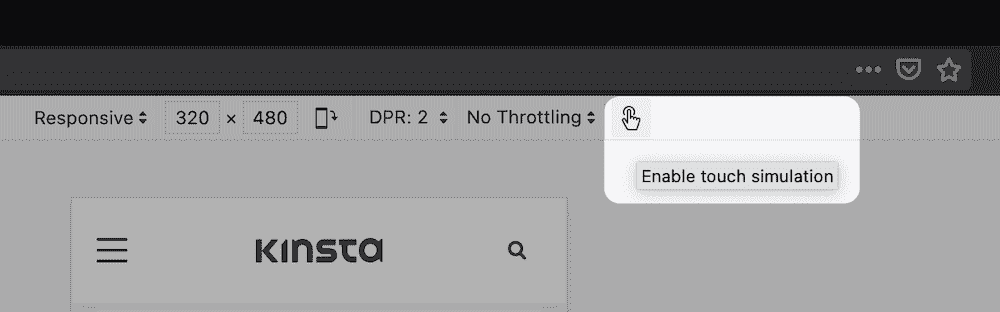 Responsive 320 × 480 DPR: 2 No Throttling
Enable touch simulation
KINSTA